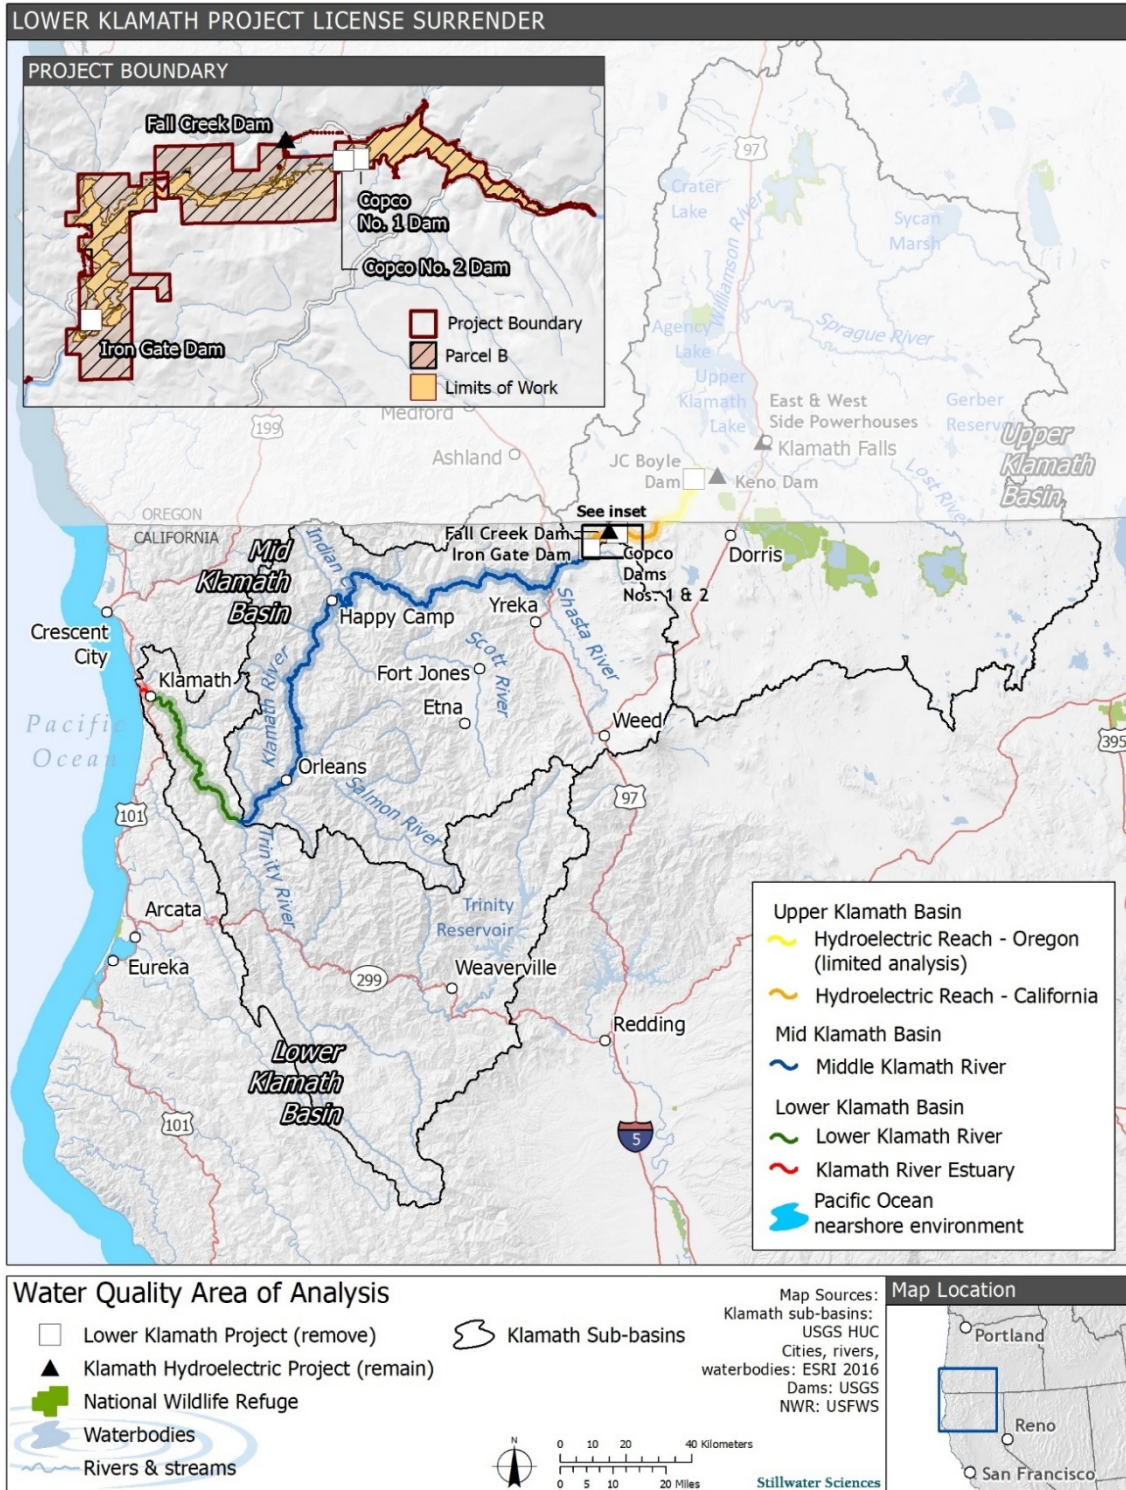 LOWER KLAMATH PROJECT LICENSE SURRENDER
PROJECT BOUNDARY
Fall Creek Dam
Copco
No. 1 Dam
Copco No. 2 Dam
Iron Gate Dam
Project Boundary
Parcel B
Limits of Work
97
Crater
Lake
Williamson River
Sycan
Marsh
Agency
Lake
Sprague River
Upper
Klamath
Lake
East & West
Side Powerhouses
Gerber
Reservoir
Klamath Falls
Upper
Klamath
Basin
Lost River
Medford
199
Ashland
JC Boyle
Dam
Keno Dam
See inset
OREGON
CALIFORNIA
Fall Creek Dam
Iron Gate Dam
Copco
Dams
Nos. 1 & 2
Dorris
Mid
Klamath
Basin
Indian C
Happy Camp
Yreka
Shasta River
Crescent
City
Klamath
Klamath River
Scott River
Fort Jones
Etna
Weed
Pacific
Ocean
Orleans
Salmon River
395
101
97
Trinity River
Arcata
Eureka
Trinity
Reservoir
Weaverville
299
Redding
Lower
Klamath
Basin
101
5
Upper Klamath Basin
Hydroelectric Reach - Oregon
(limited analysis)
Hydroelectric Reach - California
Mid Klamath Basin
Middle Klamath River
Lower Klamath Basin
Lower Klamath River
Klamath River Estuary
Pacific Ocean
nearshore environment
Water Quality Area of Analysis
Lower Klamath Project (remove)
Klamath Hydroelectric Project (remain)
National Wildlife Refuge
Waterbodies
Rivers & streams
Klamath Sub-basins
N
0 10 20 40 Kilometers
0 5 10 20 Miles
Map Sources:
Klamath sub-basins:
USGS HUC
Cities, rivers,
waterbodies: ESRI 2016
Dams: USGS
NWR: USFWS
Stillwater Sciences
Map Location
Portland
Reno
San Francisco